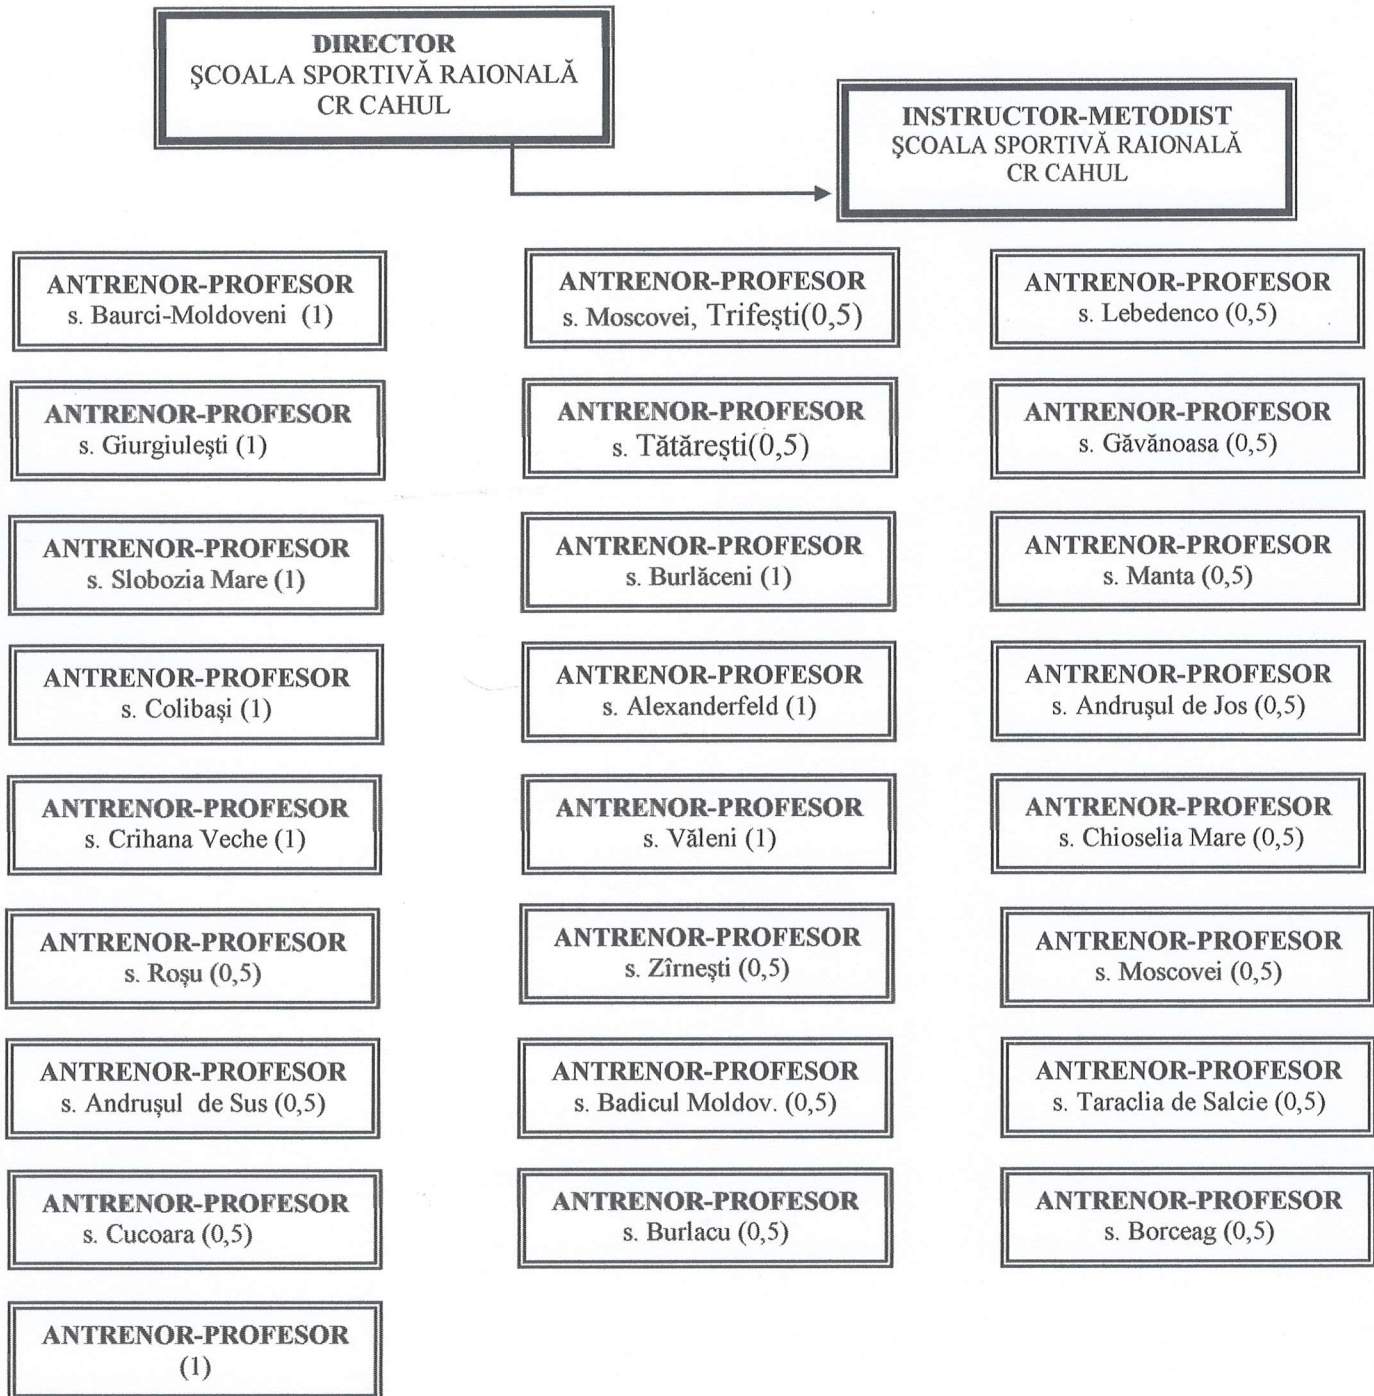 DIRECTOR
ŞCOALA SPORTIVĂ RAIONALĂ
CR CAHUL
INSTRUCTOR-METODIST
ŞCOALA SPORTIVĂ RAIONALĂ
CR CAHUL
ANTRENOR-PROFESOR
s. Baurci-Moldoveni (1)
ANTRENOR-PROFESOR
s. Moscovei, Trifești(0,5)
ANTRENOR-PROFESOR
s. Lebedenco (0,5)
ANTRENOR-PROFESOR
s. Giurgiulești (1)
ANTRENOR-PROFESOR
s. Tătărești(0,5)
ANTRENOR-PROFESOR
s. Găvănoasa (0,5)
ANTRENOR-PROFESOR
s. Slobozia Mare (1)
ANTRENOR-PROFESOR
s. Burlăceni (1)
ANTRENOR-PROFESOR
s. Manta (0,5)
ANTRENOR-PROFESOR
s. Colibași (1)
ANTRENOR-PROFESOR
s. Alexanderfeld (1)
ANTRENOR-PROFESOR
s. Andruşul de Jos (0,5)
ANTRENOR-PROFESOR
s. Crihana Veche (1)
ANTRENOR-PROFESOR
s. Văleni (1)
ANTRENOR-PROFESOR
s. Chioselia Mare (0,5)
ANTRENOR-PROFESOR
s. Roșu (0,5)
ANTRENOR-PROFESOR
s. Zîrnești (0,5)
ANTRENOR-PROFESOR
s. Moscovei (0,5)
ANTRENOR-PROFESOR
s. Andrușul de Sus (0,5)
ANTRENOR-PROFESOR
s. Badicul Moldov. (0,5)
ANTRENOR-PROFESOR
s. Taraclia de Salcie (0,5)
ANTRENOR-PROFESOR
s. Cucoara (0,5)
ANTRENOR-PROFESOR
s. Burlacu (0,5)
ANTRENOR-PROFESOR
s. Borceag (0,5)
ANTRENOR-PROFESOR
(1)